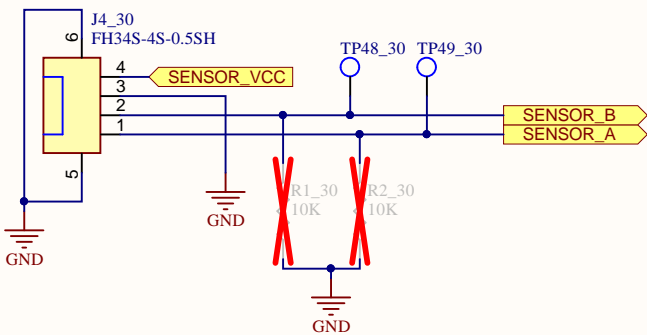 J4_30
FH34S-4S-0.5SH
6
TP48_30 TP49_30
4
SENSOR_VCC
3
2
SENSOR_B
1
SENSOR_A
5
R1_30 R2_30
10K 10K
GND
GND
GND